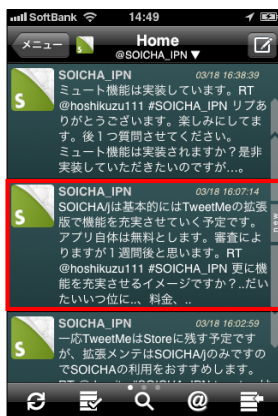 SoftBank 14:49
メニュー
Home
@SOICHA_IPN ▼
SOICHA_IPN 03/18 16:38:39
ミュート機能は実装しています。RT
@hoshikuzu111 #SOICHA_IPN リプあ
りがとうございます。楽しみにしてま
す。後1つ質問させてください。
ミュート機能は実装されますか？是非
実装していただきたいのですが…。
SOICHA_IPN 03/18 16:07:14
SOICHA/jは基本的にはTweetMeの拡張
版で機能を充実させていく予定です。
アプリ自体は無料とします。審査によ
りますが１週間後と思います。RT
@hoshikuzu111 #SOICHA_IPN 更に機
能を充実させるイメージですか？..だい
たいいつ位に..、料金、..
SOICHA_IPN 03/18 16:02:59
一応TweetMeはStoreに残す予定です
が、拡張メンテはSOICHA/jのみですの
でSOICHAの利用をおすすめします。